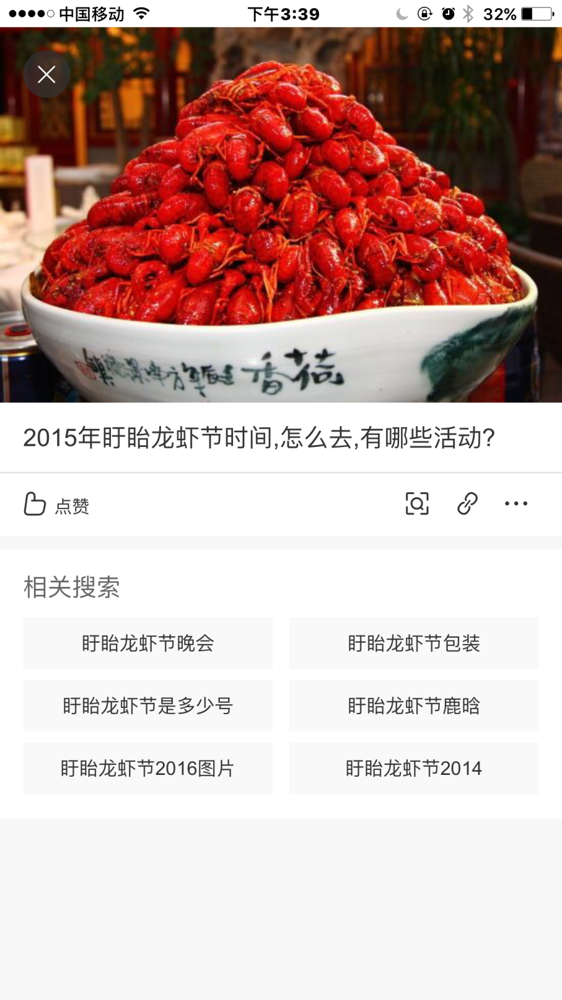 中国移动
下午3:39
32%
荷香
2015年盱眙龙虾节时间,怎么去,有哪些活动?
点赞
相关搜索
盱眙龙虾节晚会
盱眙龙虾节包装
盱眙龙虾节是多少号
盱眙龙虾节鹿晗
盱眙龙虾节2016图片
盱眙龙虾节2014